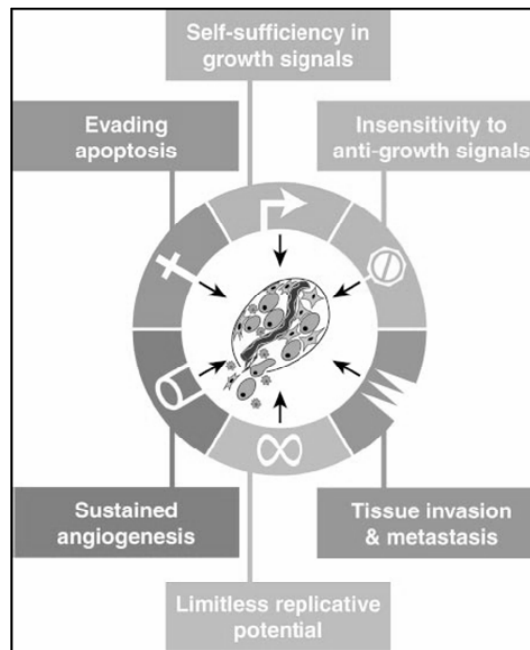 Self-sufficiency in
growth signals
Evading
apoptosis
Insensitivity to
anti-growth signals
Sustained
angiogenesis
Tissue invasion
& metastasis
Limitless replicative
potential